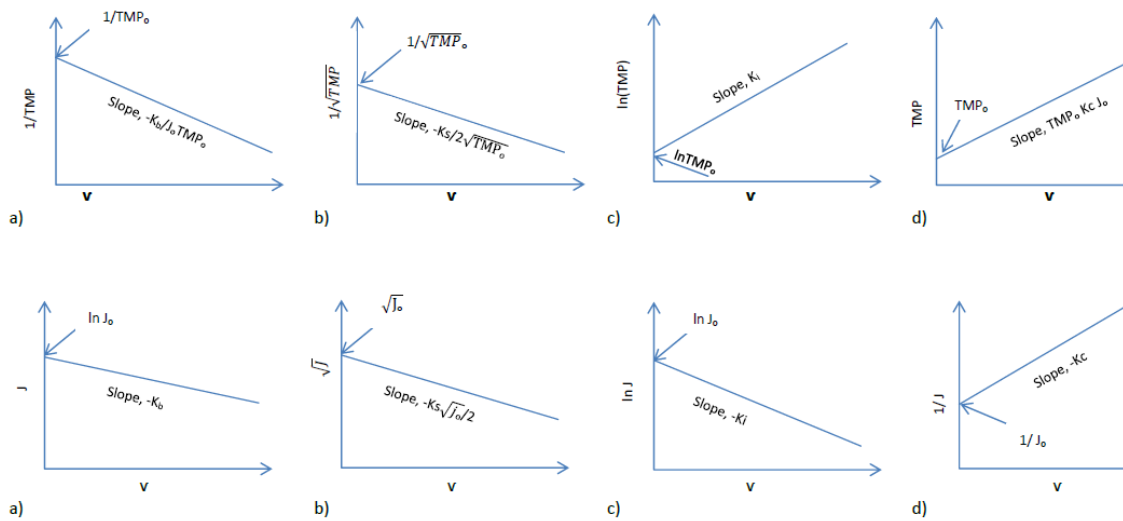 1/TMPₒ
1/TMP
Slope, -K_b/JₒTMPₒ
v
a)
1/√TMPₒ
1/√TMP
Slope, -Ks/2√TMPₒ
v
b)
ln(TMP)
Slope, Kᵢ
lnTMPₒ
v
c)
TMP
TMPₒ
Slope, TMPₒ Kc Jₒ
v
d)
ln Jₒ
J
Slope, -K_b
v
a)
√Jₒ
√J
Slope, -Ks√jₒ/2
v
b)
ln Jₒ
ln J
Slope, -Ki
v
c)
1/ J
Slope, -Kc
1/ Jₒ
v
d)